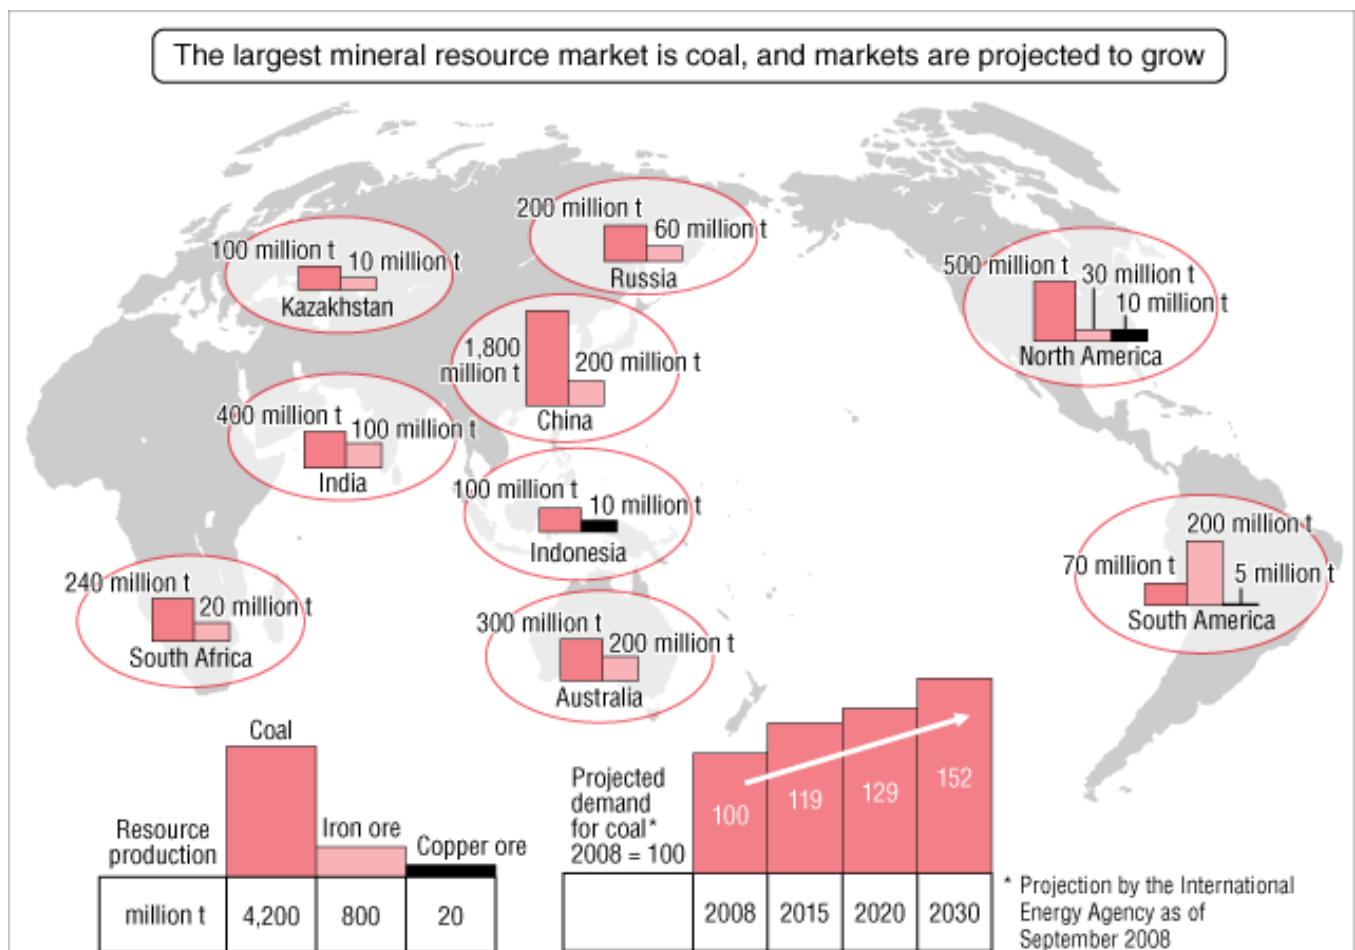 The largest mineral resource market is coal, and markets are projected to grow
200 million t
60 million t
Russia
100 million t
10 million t
Kazakhstan
500 million t
30 million t
10 million t
North America
1,800
million t
200 million t
China
400 million t
100 million t
India
100 million t
10 million t
Indonesia
200 million t
70 million t
5 million t
South America
240 million t
20 million t
South Africa
300 million t
200 million t
Australia
Coal
Iron ore
Copper ore
Resource
production
million t
4,200
800
20
Projected
demand
for coal*
2008 = 100
100
119
129
152
2008
2015
2020
2030
* Projection by the International
Energy Agency as of
September 2008